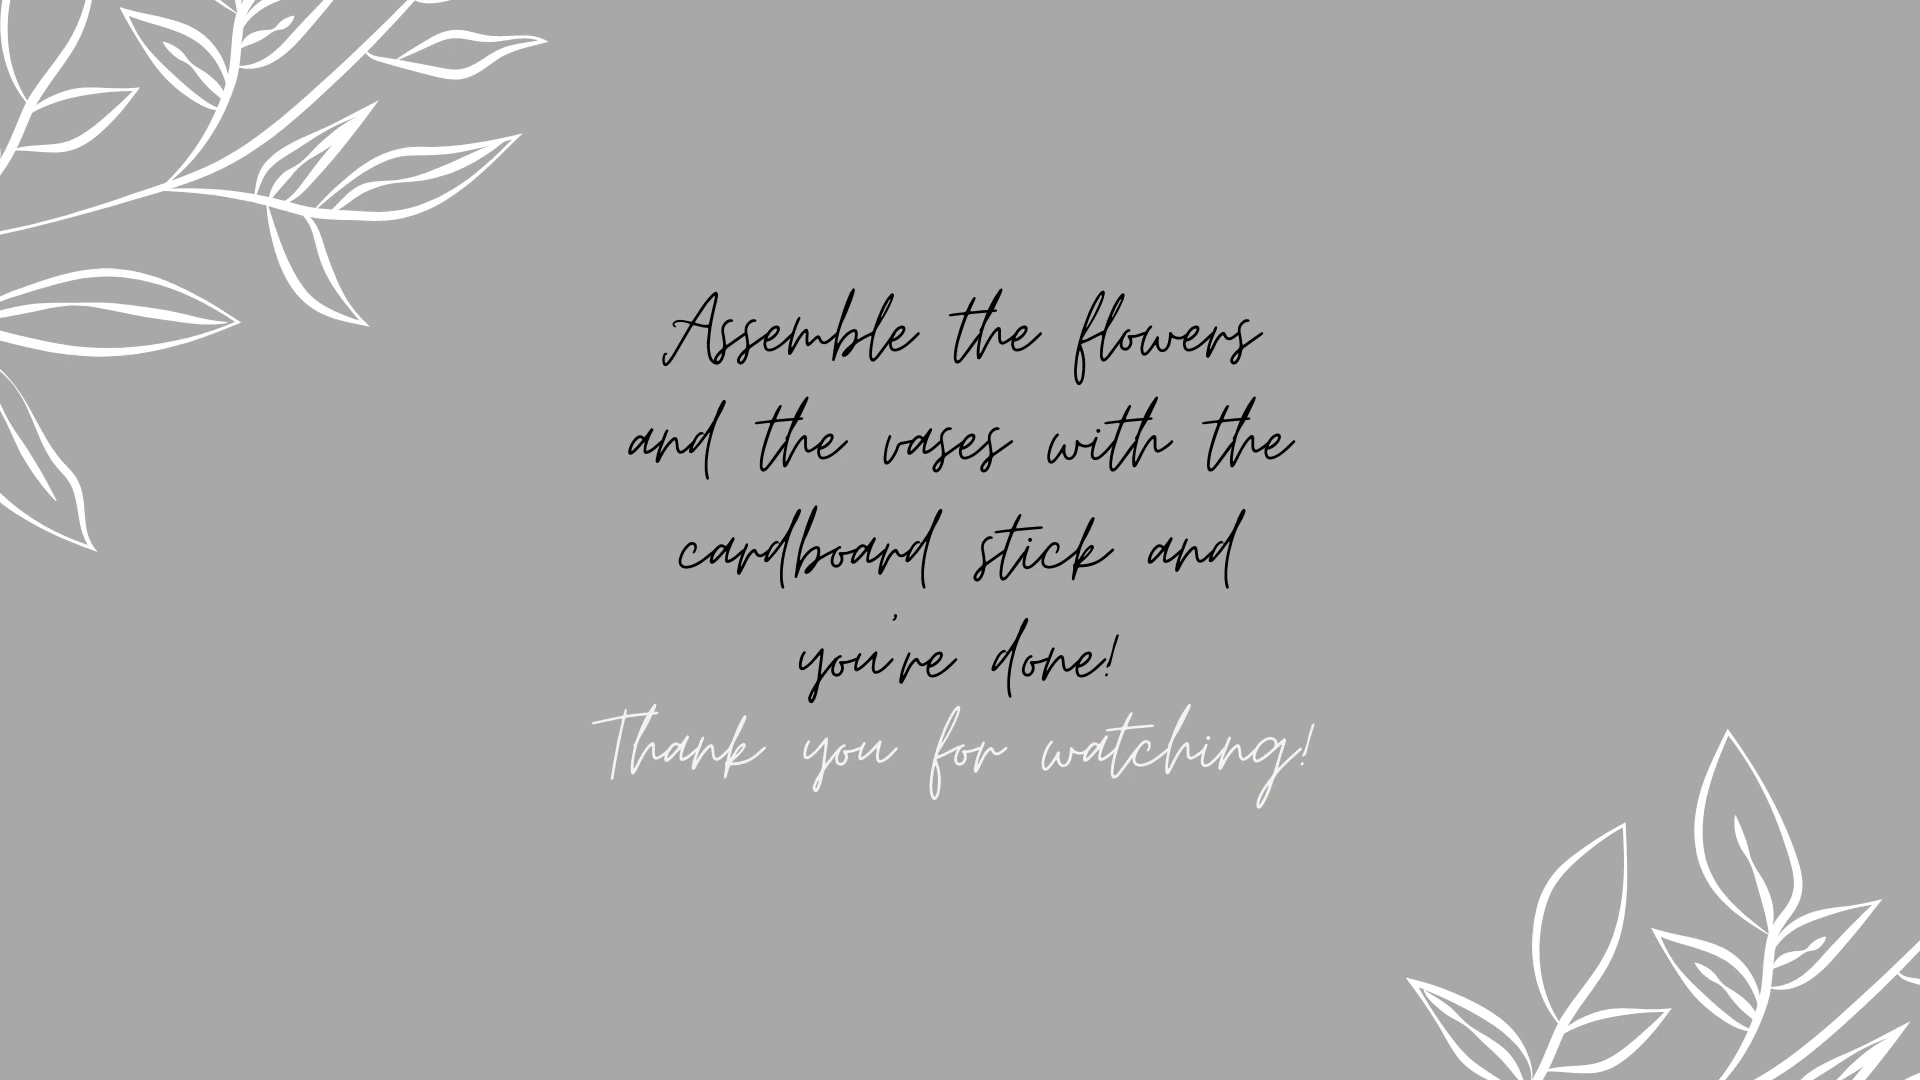 Assemble the flowers
and the vases with the
cardboard stick and
you're done!
Thank you for watching!